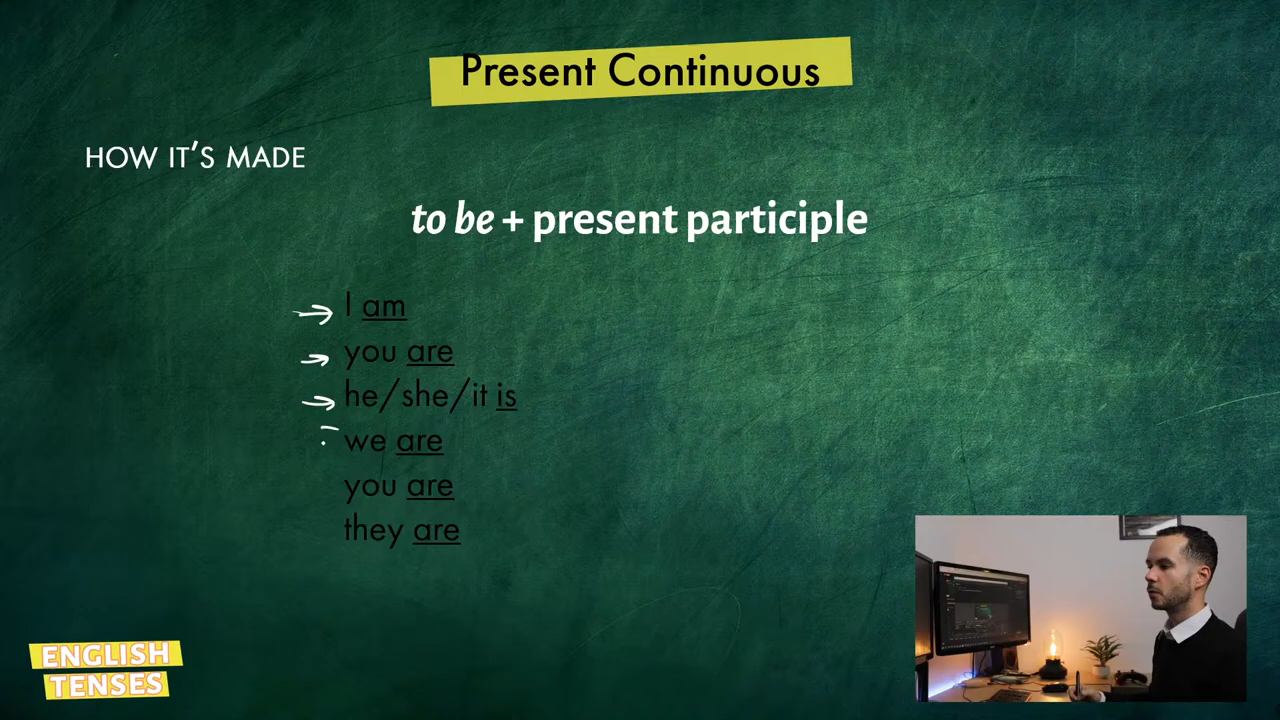 Present Continuous
HOW IT'S MADE
to be + present participle
I am
you are
he/she/it is
we are
you are
they are
ENGLISH
TENSES